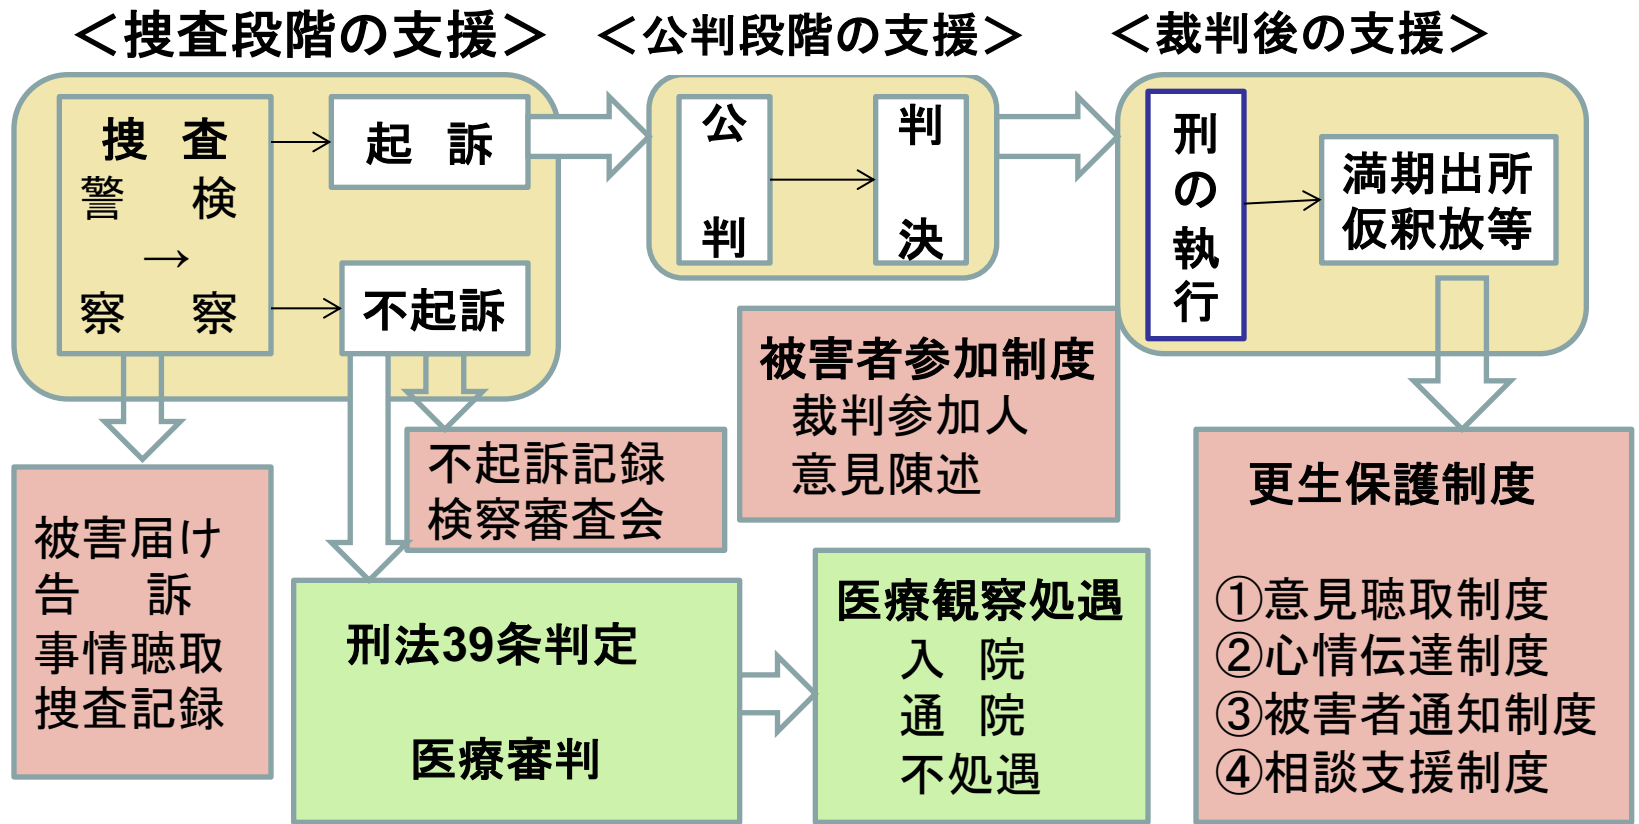 ＜捜査段階の支援＞
＜公判段階の支援＞
＜裁判後の支援＞
捜 査
警 検
→
察 察
起 訴
不起訴
公判
判決
刑の執行
満期出所
仮釈放等
被害届け
告 訴
事情聴取
捜査記録
不起訴記録
検察審査会
被害者参加制度
裁判参加人
意見陳述
刑法39条判定
医療審判
医療観察処遇
入 院
通 院
不処遇
更生保護制度
①意見聴取制度
②心情伝達制度
③被害者通知制度
④相談支援制度